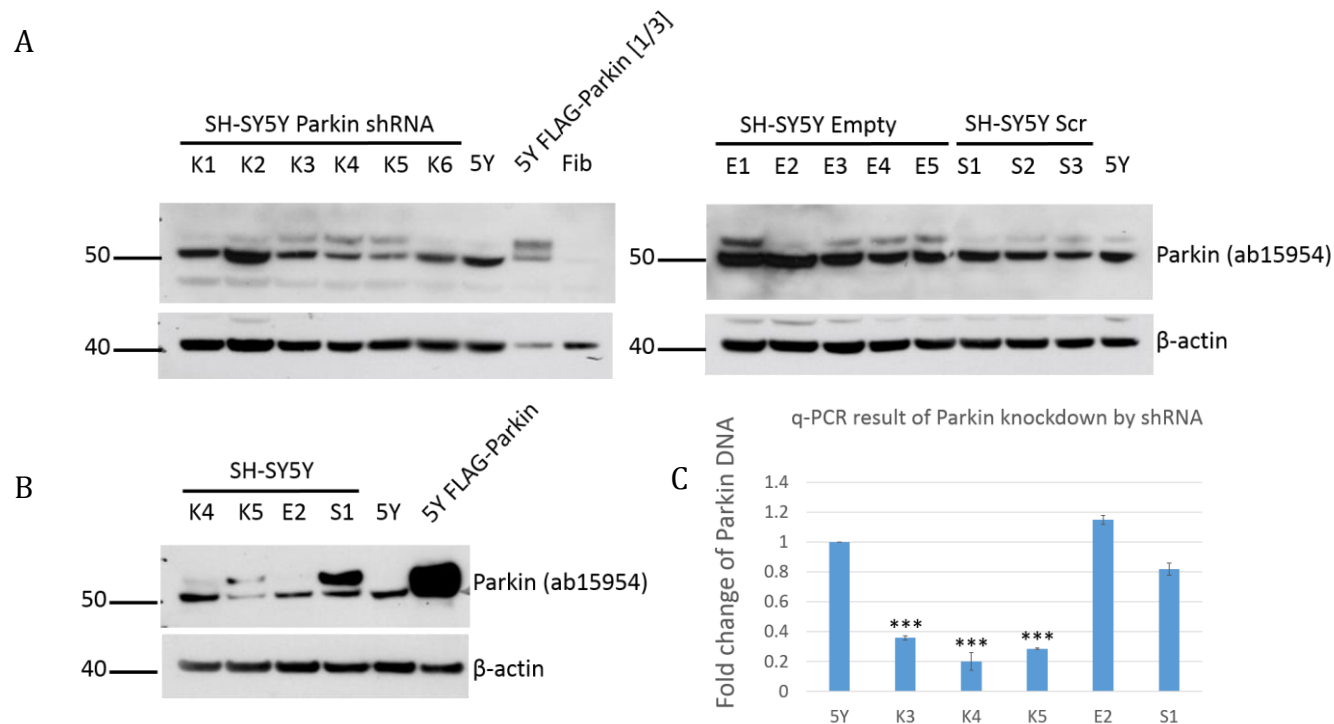 A
SH-SY5Y Parkin shRNA
K1 K2 K3 K4 K5 K6 5Y 5Y FLAG-Parkin [1/3] Fib
50
40
SH-SY5Y Empty SH-SY5Y Scr
E1 E2 E3 E4 E5 S1 S2 S3 5Y
50 Parkin (ab15954)
40 β-actin
B
SH-SY5Y
K4 K5 E2 S1 5Y 5Y FLAG-Parkin
50 Parkin (ab15954)
40 β-actin
C
q-PCR result of Parkin knockdown by shRNA
Fold change of Parkin DNA
1.4
1.2
1
0.8
0.6
0.4
0.2
0
*** *** ***
5Y K3 K4 K5 E2 S1